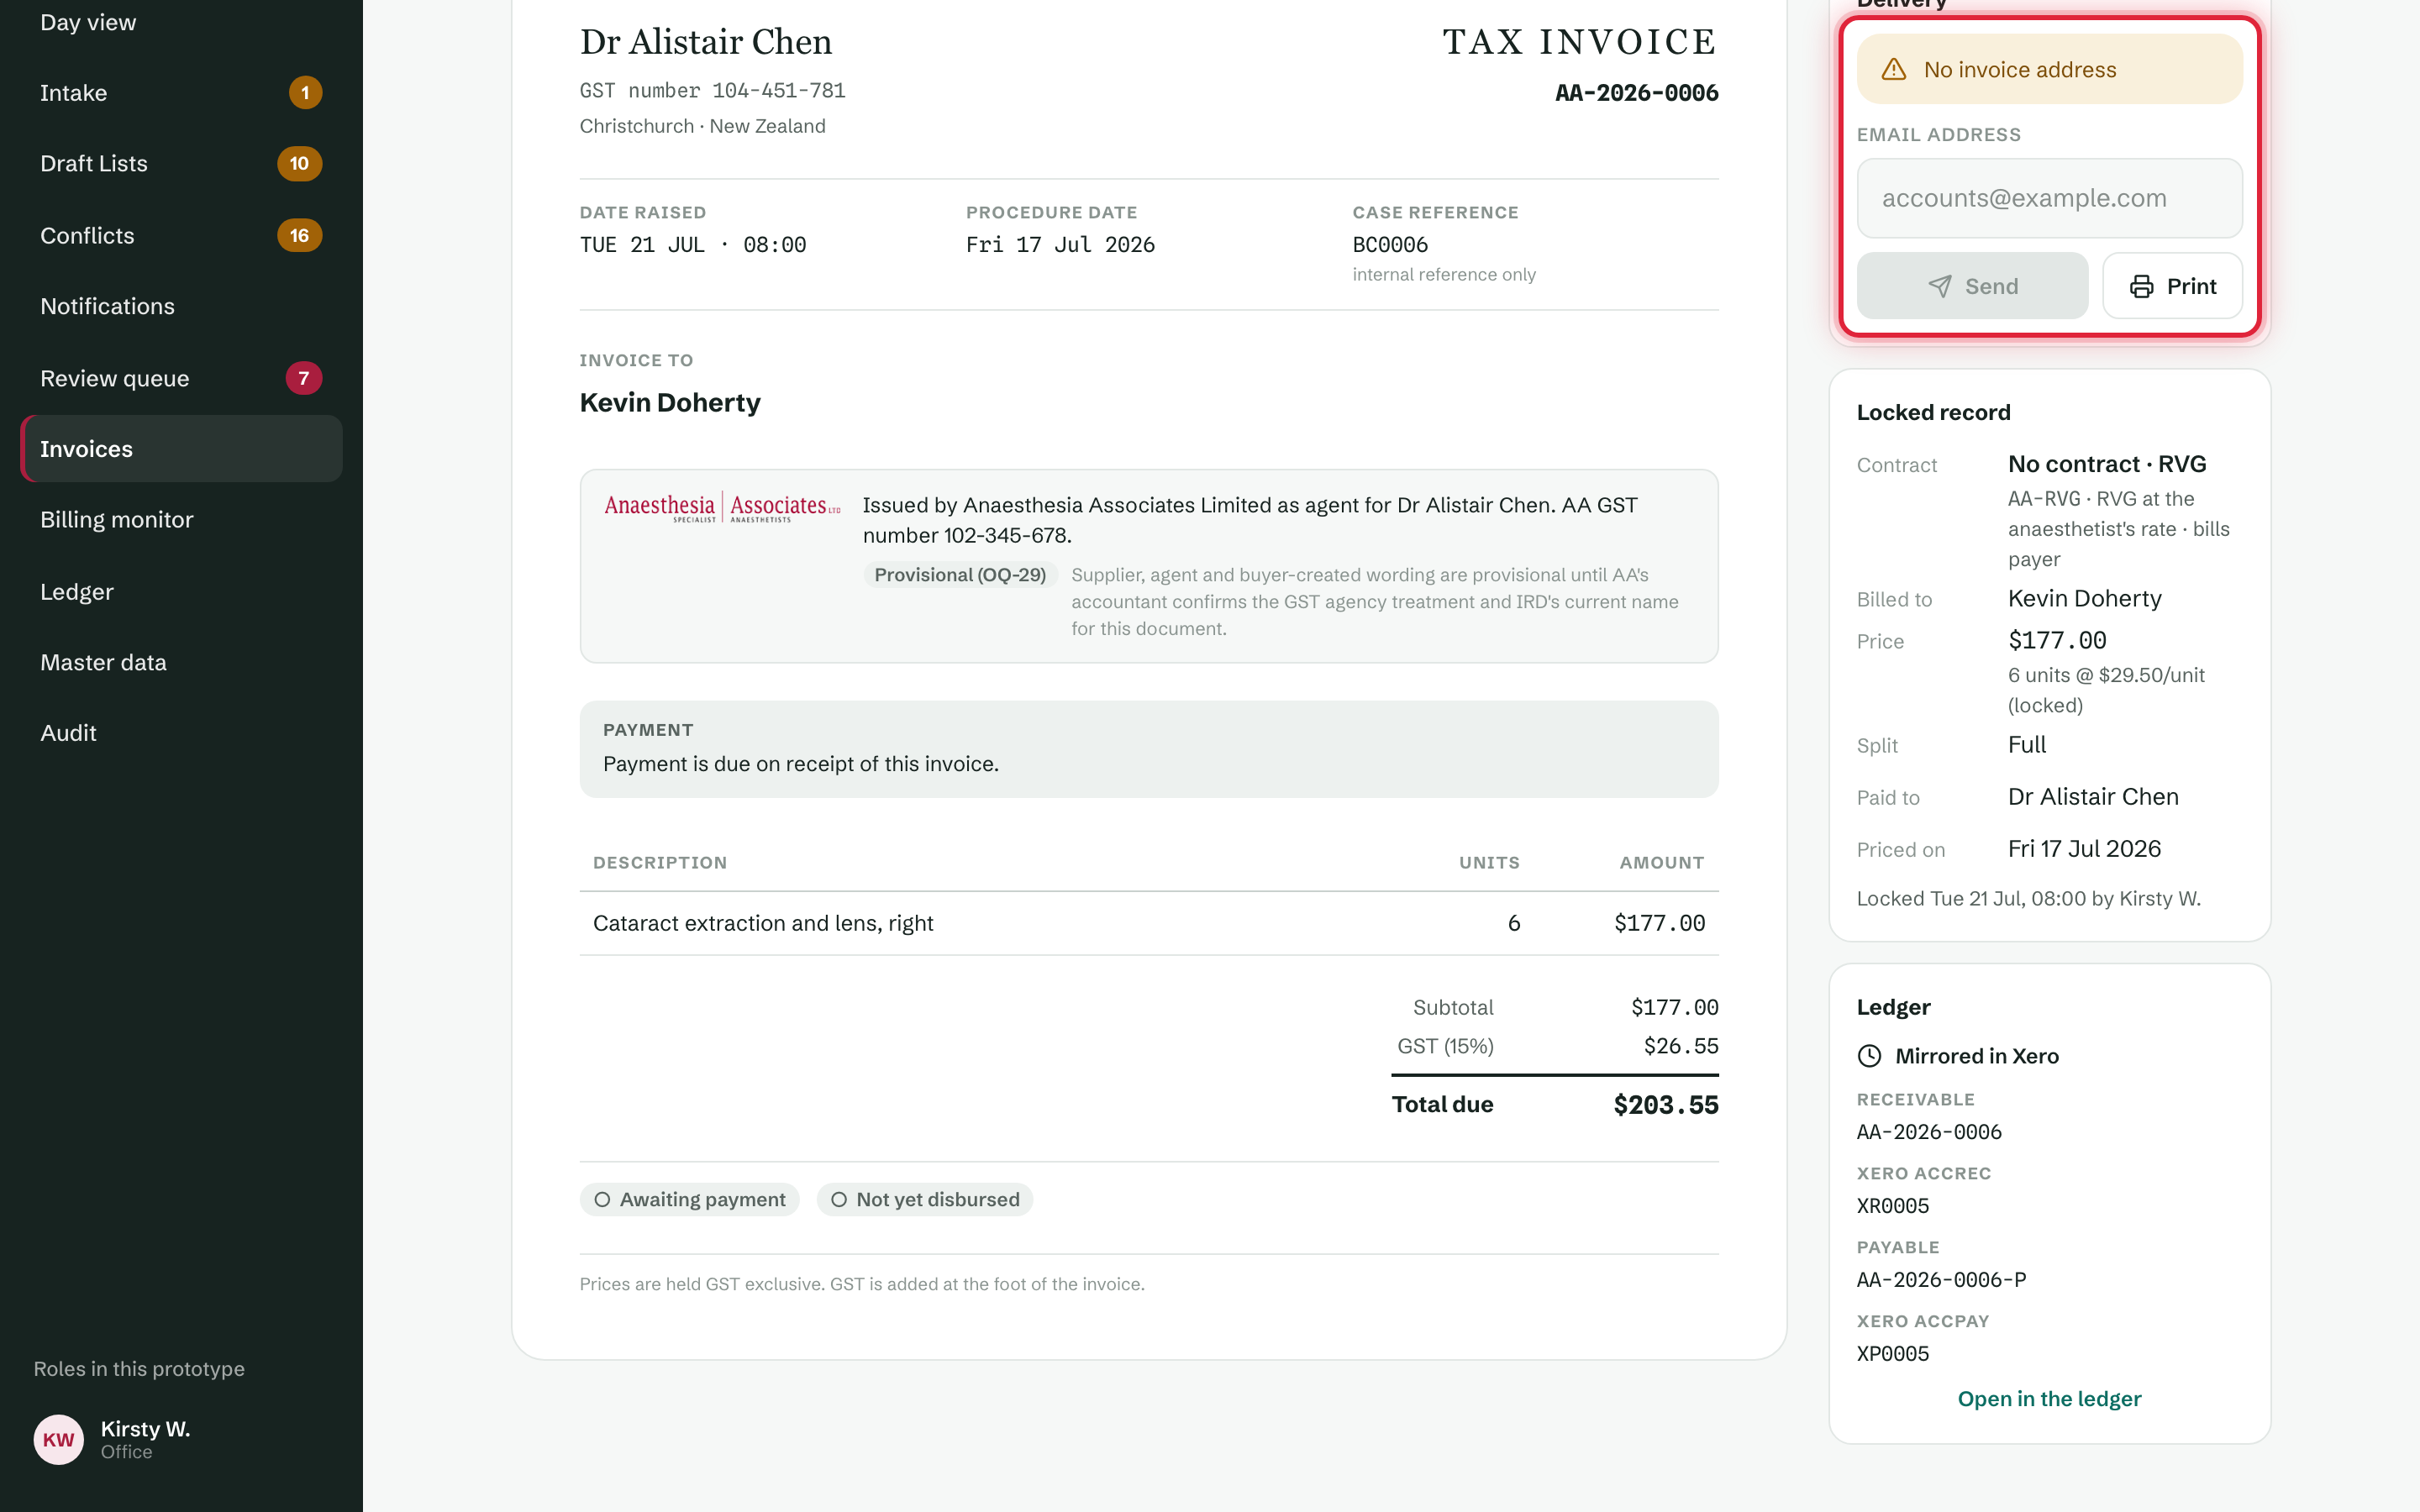 Day view
Intake 1
Draft Lists 10
Conflicts 16
Notifications
Review queue 7
Invoices
Billing monitor
Ledger
Master data
Audit
Roles in this prototype
KW
Kirsty W.
Office
Dr Alistair Chen
GST number 104-451-781
Christchurch · New Zealand
TAX INVOICE
AA-2026-0006
DATE RAISED
TUE 21 JUL · 08:00
PROCEDURE DATE
Fri 17 Jul 2026
CASE REFERENCE
BC0006
internal reference only
INVOICE TO
Kevin Doherty
Anaesthesia Associates LTD
SPECIALIST ANAESTHETISTS
Issued by Anaesthesia Associates Limited as agent for Dr Alistair Chen. AA GST
number 102-345-678.
Provisional (OQ-29)
Supplier, agent and buyer-created wording are provisional until AA's
accountant confirms the GST agency treatment and IRD's current name
for this document.
PAYMENT
Payment is due on receipt of this invoice.
DESCRIPTION UNITS AMOUNT
Cataract extraction and lens, right 6 $177.00
Subtotal $177.00
GST (15%) $26.55
Total due $203.55
Awaiting payment
Not yet disbursed
Prices are held GST exclusive. GST is added at the foot of the invoice.
Delivery
No invoice address
EMAIL ADDRESS
accounts@example.com
Send
Print
Locked record
Contract No contract · RVG
AA-RVG · RVG at the
anaesthetist's rate · bills
payer
Billed to Kevin Doherty
Price $177.00
6 units @ $29.50/unit
(locked)
Split Full
Paid to Dr Alistair Chen
Priced on Fri 17 Jul 2026
Locked Tue 21 Jul, 08:00 by Kirsty W.
Ledger
Mirrored in Xero
RECEIVABLE
AA-2026-0006
XERO ACCREC
XR0005
PAYABLE
AA-2026-0006-P
XERO ACCPAY
XP0005
Open in the ledger